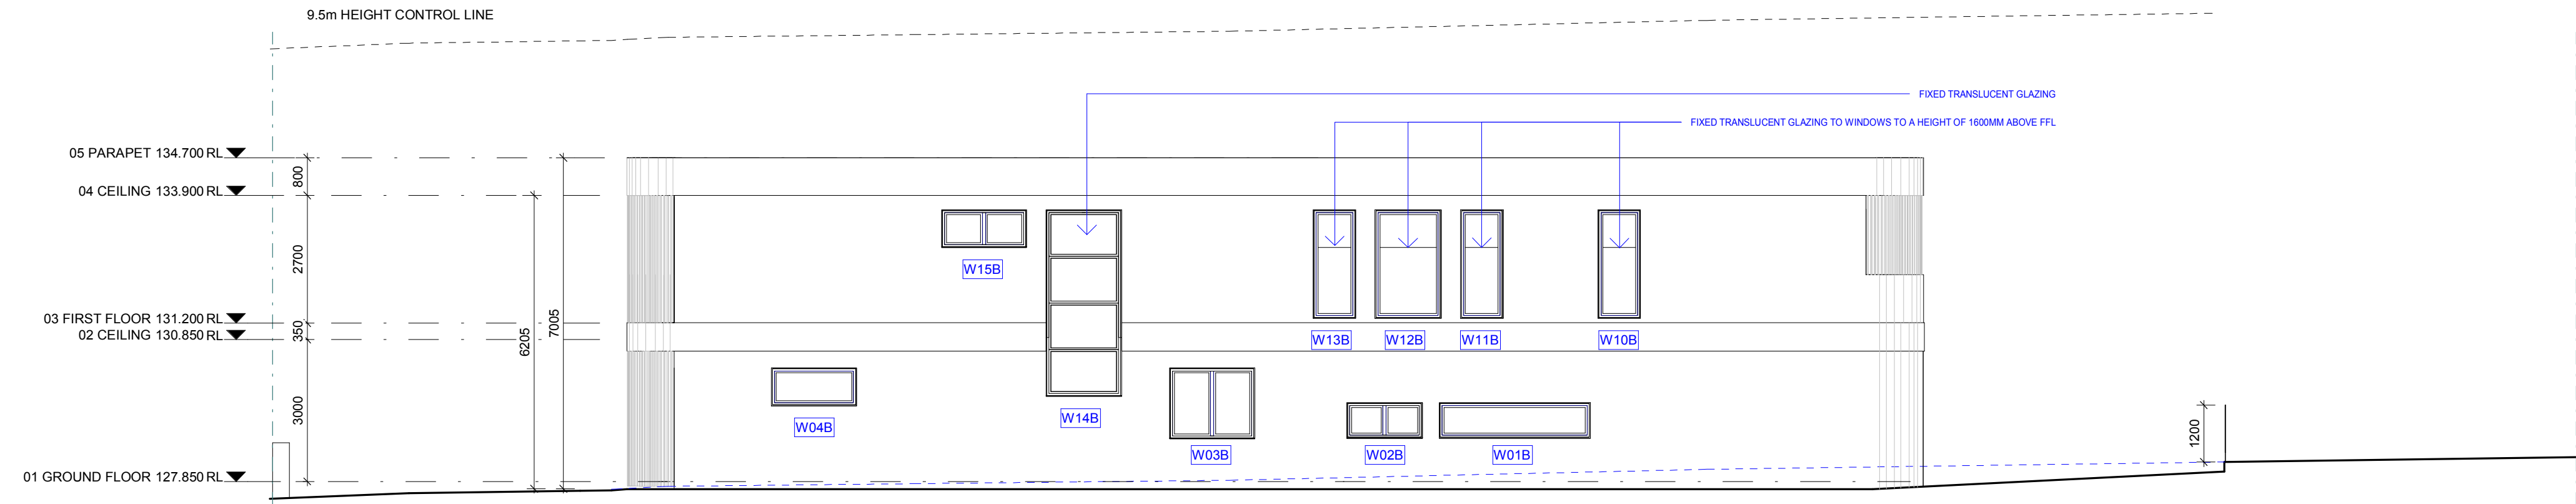 9.5m HEIGHT CONTROL LINE
FIXED TRANSLUCENT GLAZING
FIXED TRANSLUCENT GLAZING TO WINDOWS TO A HEIGHT OF 1600MM ABOVE FFL
05 PARAPET 134.700 RL
800
04 CEILING 133.900 RL
2700
W15B
03 FIRST FLOOR 131.200 RL
350
02 CEILING 130.850 RL
6205
7005
W13B
W12B
W11B
W10B
3000
W04B
W14B
W03B
W02B
W01B
1200
01 GROUND FLOOR 127.850 RL